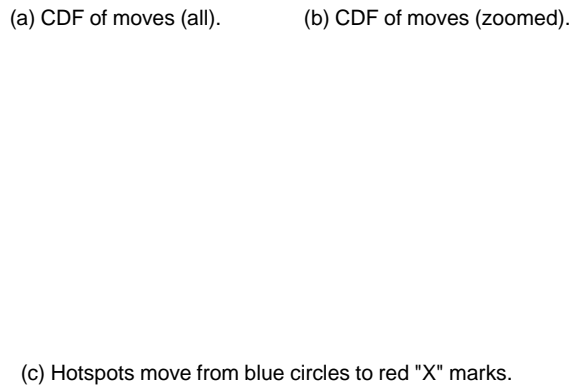 (a) CDF of moves (all).
(b) CDF of moves (zoomed).
(c) Hotspots move from blue circles to red "X" marks.